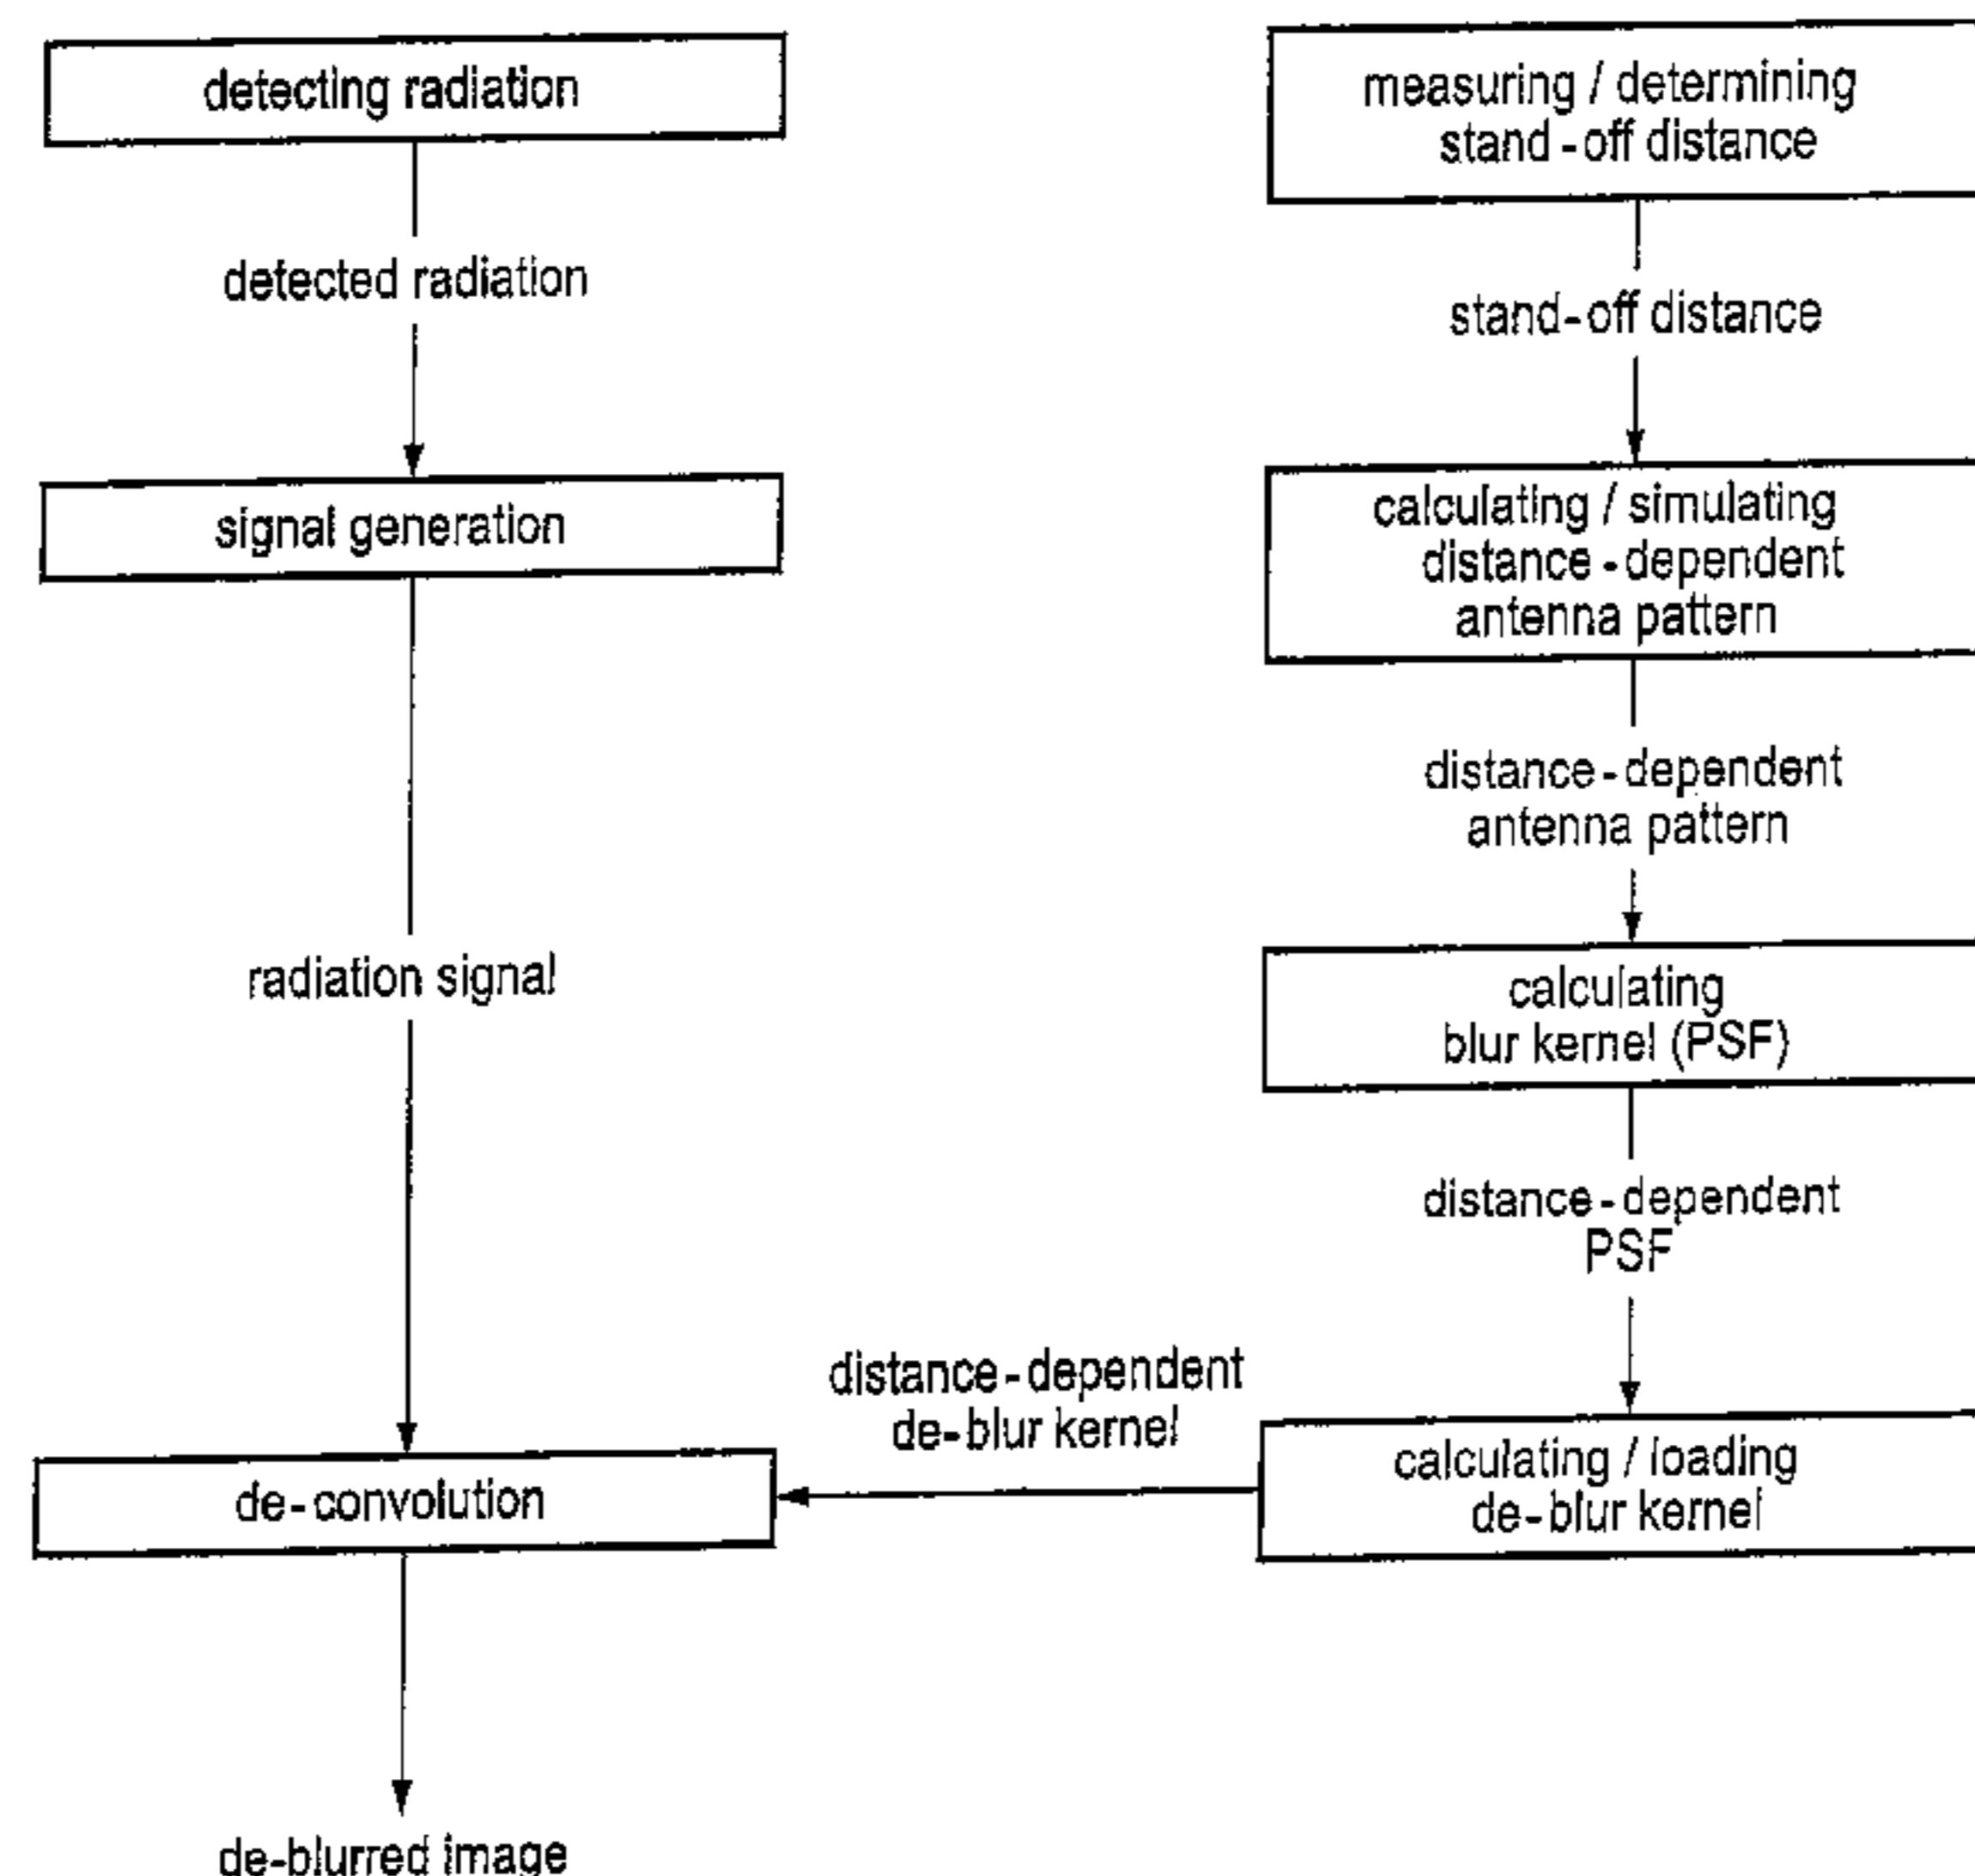 detecting radiation
detected radiation
signal generation
radiation signal
de-convolution
de-blurred image
measuring / determining
stand-off distance
stand-off distance
calculating / simulating
distance-dependent
antenna pattern
distance-dependent
antenna pattern
calculating
blur kernel (PSF)
distance-dependent
PSF
calculating / loading
de-blur kernel
distance-dependent
de-blur kernel